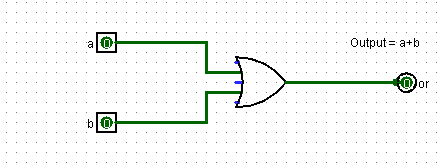 a
Output = a+b
or
b